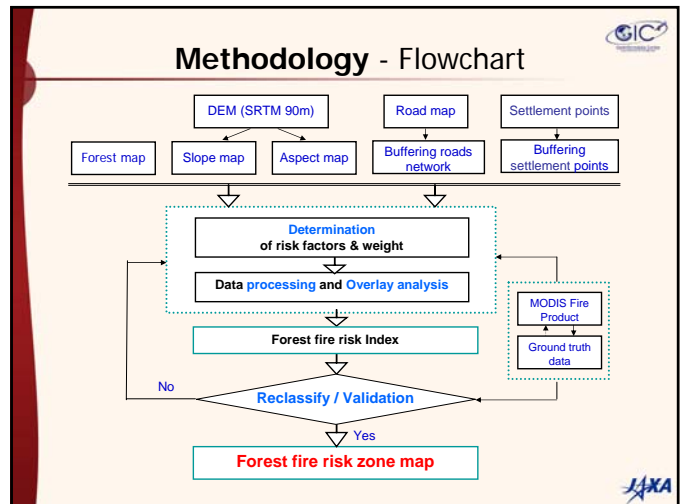 GIC
Methodology - Flowchart
DEM (SRTM 90m)
Road map
Settlement points
Forest map
Slope map
Aspect map
Buffering roads
network
Buffering
settlement points
Determination
of risk factors & weight
Data processing and Overlay analysis
MODIS Fire
Product
Ground truth
data
Forest fire risk Index
No
Reclassify / Validation
Yes
Forest fire risk zone map
JAXA